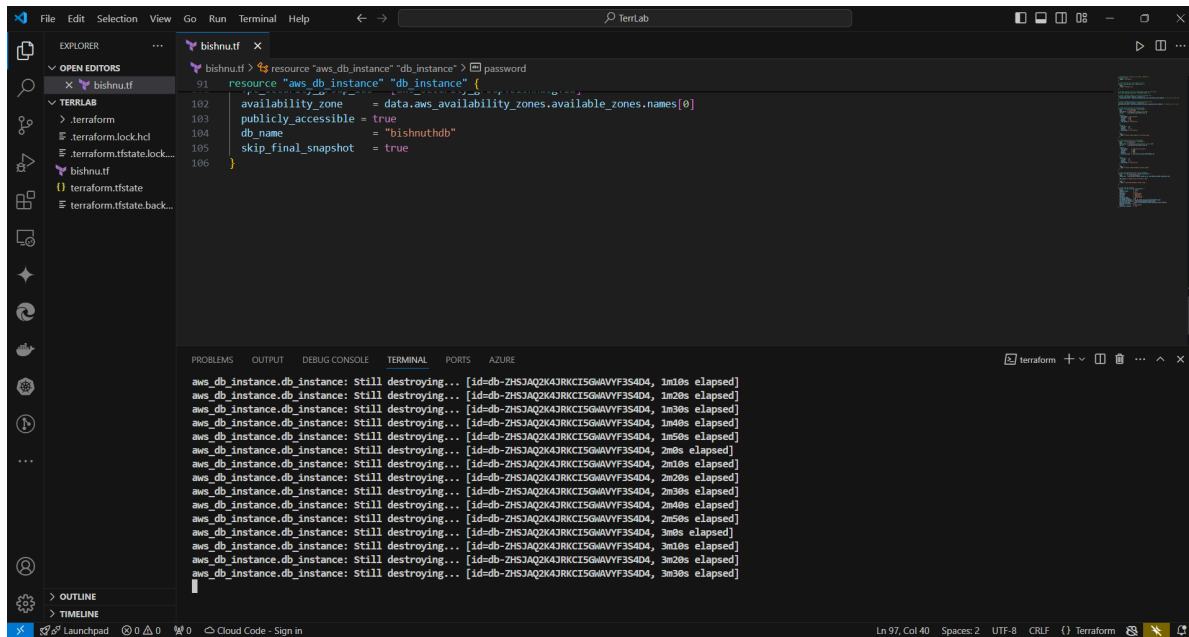 File Edit Selection View Go Run Terminal Help
TerrLab
EXPLORER
OPEN EDITORS
bishnu.tf
TERRLAB
.terraform
.terraform.lock.hcl
.terraform.tfstate.lock....
bishnu.tf
terraform.tfstate
terraform.tfstate.back...
OUTLINE
TIMELINE
bishnu.tf
bishnu.tf > resource "aws_db_instance" "db_instance" > password
91 resource "aws_db_instance" "db_instance" {
102 availability_zone = data.aws_availability_zones.available_zones.names[0]
103 publicly_accessible = true
104 db_name = "bishnuthdb"
105 skip_final_snapshot = true
106 }
PROBLEMS OUTPUT DEBUG CONSOLE TERMINAL PORTS AZURE
terraform
aws_db_instance.db_instance: Still destroying... [id=db-ZHSJAQ2K4JRKCI5GWAVYF3S4D4, 1m10s elapsed]
aws_db_instance.db_instance: Still destroying... [id=db-ZHSJAQ2K4JRKCI5GWAVYF3S4D4, 1m20s elapsed]
aws_db_instance.db_instance: Still destroying... [id=db-ZHSJAQ2K4JRKCI5GWAVYF3S4D4, 1m30s elapsed]
aws_db_instance.db_instance: Still destroying... [id=db-ZHSJAQ2K4JRKCI5GWAVYF3S4D4, 1m40s elapsed]
aws_db_instance.db_instance: Still destroying... [id=db-ZHSJAQ2K4JRKCI5GWAVYF3S4D4, 1m50s elapsed]
aws_db_instance.db_instance: Still destroying... [id=db-ZHSJAQ2K4JRKCI5GWAVYF3S4D4, 2m0s elapsed]
aws_db_instance.db_instance: Still destroying... [id=db-ZHSJAQ2K4JRKCI5GWAVYF3S4D4, 2m10s elapsed]
aws_db_instance.db_instance: Still destroying... [id=db-ZHSJAQ2K4JRKCI5GWAVYF3S4D4, 2m20s elapsed]
aws_db_instance.db_instance: Still destroying... [id=db-ZHSJAQ2K4JRKCI5GWAVYF3S4D4, 2m30s elapsed]
aws_db_instance.db_instance: Still destroying... [id=db-ZHSJAQ2K4JRKCI5GWAVYF3S4D4, 2m40s elapsed]
aws_db_instance.db_instance: Still destroying... [id=db-ZHSJAQ2K4JRKCI5GWAVYF3S4D4, 2m50s elapsed]
aws_db_instance.db_instance: Still destroying... [id=db-ZHSJAQ2K4JRKCI5GWAVYF3S4D4, 3m0s elapsed]
aws_db_instance.db_instance: Still destroying... [id=db-ZHSJAQ2K4JRKCI5GWAVYF3S4D4, 3m10s elapsed]
aws_db_instance.db_instance: Still destroying... [id=db-ZHSJAQ2K4JRKCI5GWAVYF3S4D4, 3m20s elapsed]
aws_db_instance.db_instance: Still destroying... [id=db-ZHSJAQ2K4JRKCI5GWAVYF3S4D4, 3m30s elapsed]
Launchpad 0 0 0 Cloud Code - Sign in Ln 97, Col 40 Spaces: 2 UTF-8 CRLF {} Terraform